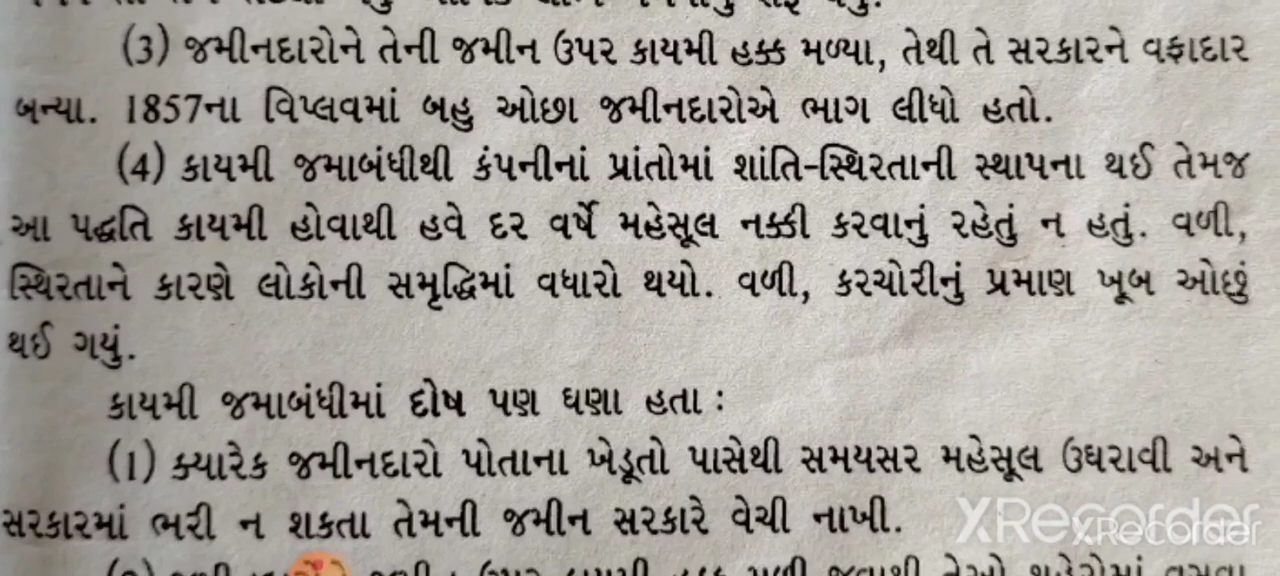 (3) જમીનદારોને તેની જમીન ઉપર કાયમી હક્ક મળ્યા, તેથી તે સરકારને વફાદાર
બન્યા. 1857ના વિપ્લવમાં બહુ ઓછા જમીનદારોએ ભાગ લીધો હતો.
(4) કાયમી જમાબંધીથી કંપનીનાં પ્રાંતોમાં શાંતિ-સ્થિરતાની સ્થાપના થઈ તેમજ
આ પદ્ધતિ કાયમી હોવાથી હવે દર વર્ષે મહેસૂલ નક્કી કરવાનું રહેતું ન હતું. વળી,
સ્થિરતાને કારણે લોકોની સમૃદ્ધિમાં વધારો થયો. વળી, કરચોરીનું પ્રમાણ ખૂબ ઓછું
થઈ ગયું.
કાયમી જમાબંધીમાં દોષ પણ ઘણા હતા :
(1) ક્યારેક જમીનદારો પોતાના ખેડૂતો પાસેથી સમયસર મહેસૂલ ઉઘરાવી અને
સરકારમાં ભરી ન શકતા તેમની જમીન સરકારે વેચી નાખી.
XRecorder
XRecorder